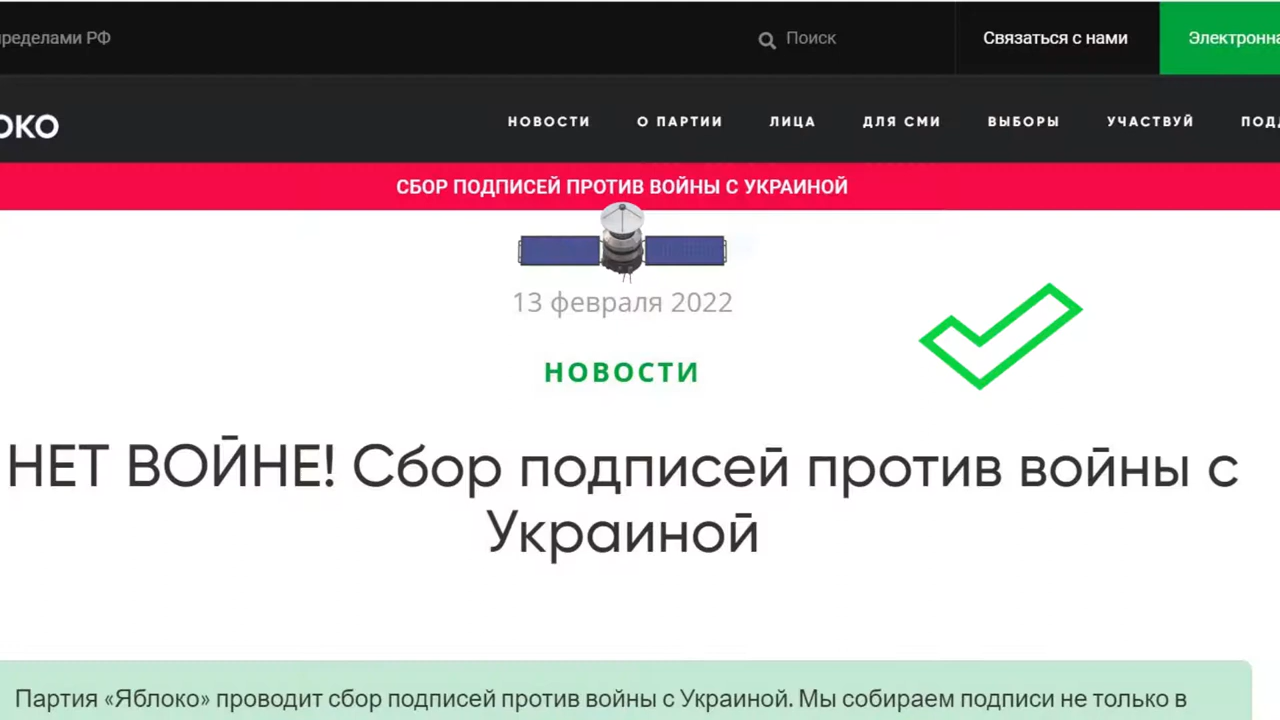 ределами РФ
Поиск
Связаться с нами
Электронна
ОКО
НОВОСТИ
О ПАРТИИ
ЛИЦА
ДЛЯ СМИ
ВЫБОРЫ
УЧАСТВУЙ
ПОД
СБОР ПОДПИСЕЙ ПРОТИВ ВОЙНЫ С УКРАИНОЙ
13 февраля 2022
НОВОСТИ
НЕТ ВОЙНЕ! Сбор подписей против войны с
Украиной
Партия «Яблоко» проводит сбор подписей против войны с Украиной. Мы собираем подписи не только в